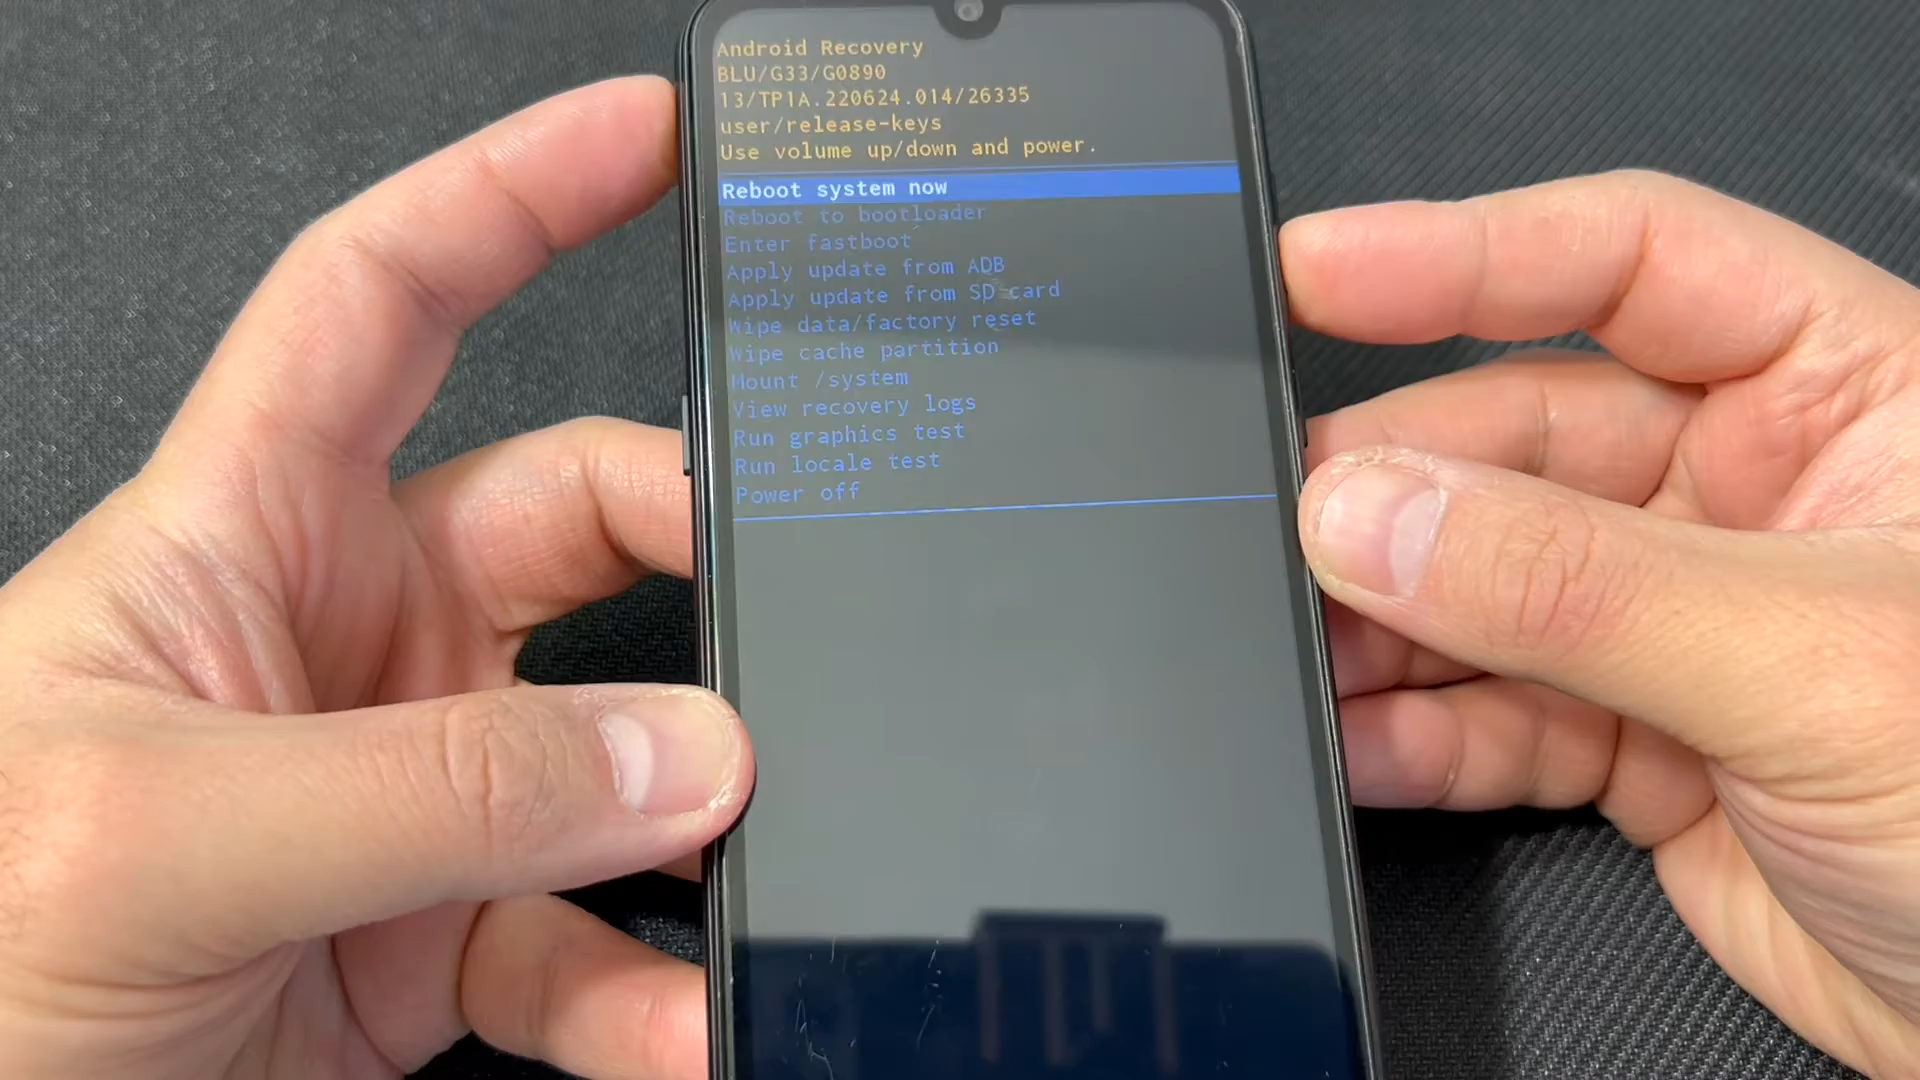 Android Recovery
BLU/G33/G0890
13/TP1A.220624.014/26335
user/release-keys
Use volume up/down and power.
Reboot system now
Reboot to bootloader
Enter fastboot
Apply update from ADB
Apply update from SD card
Wipe data/factory reset
Wipe cache partition
Mount /system
View recovery logs
Run graphics test
Run locale test
Power off